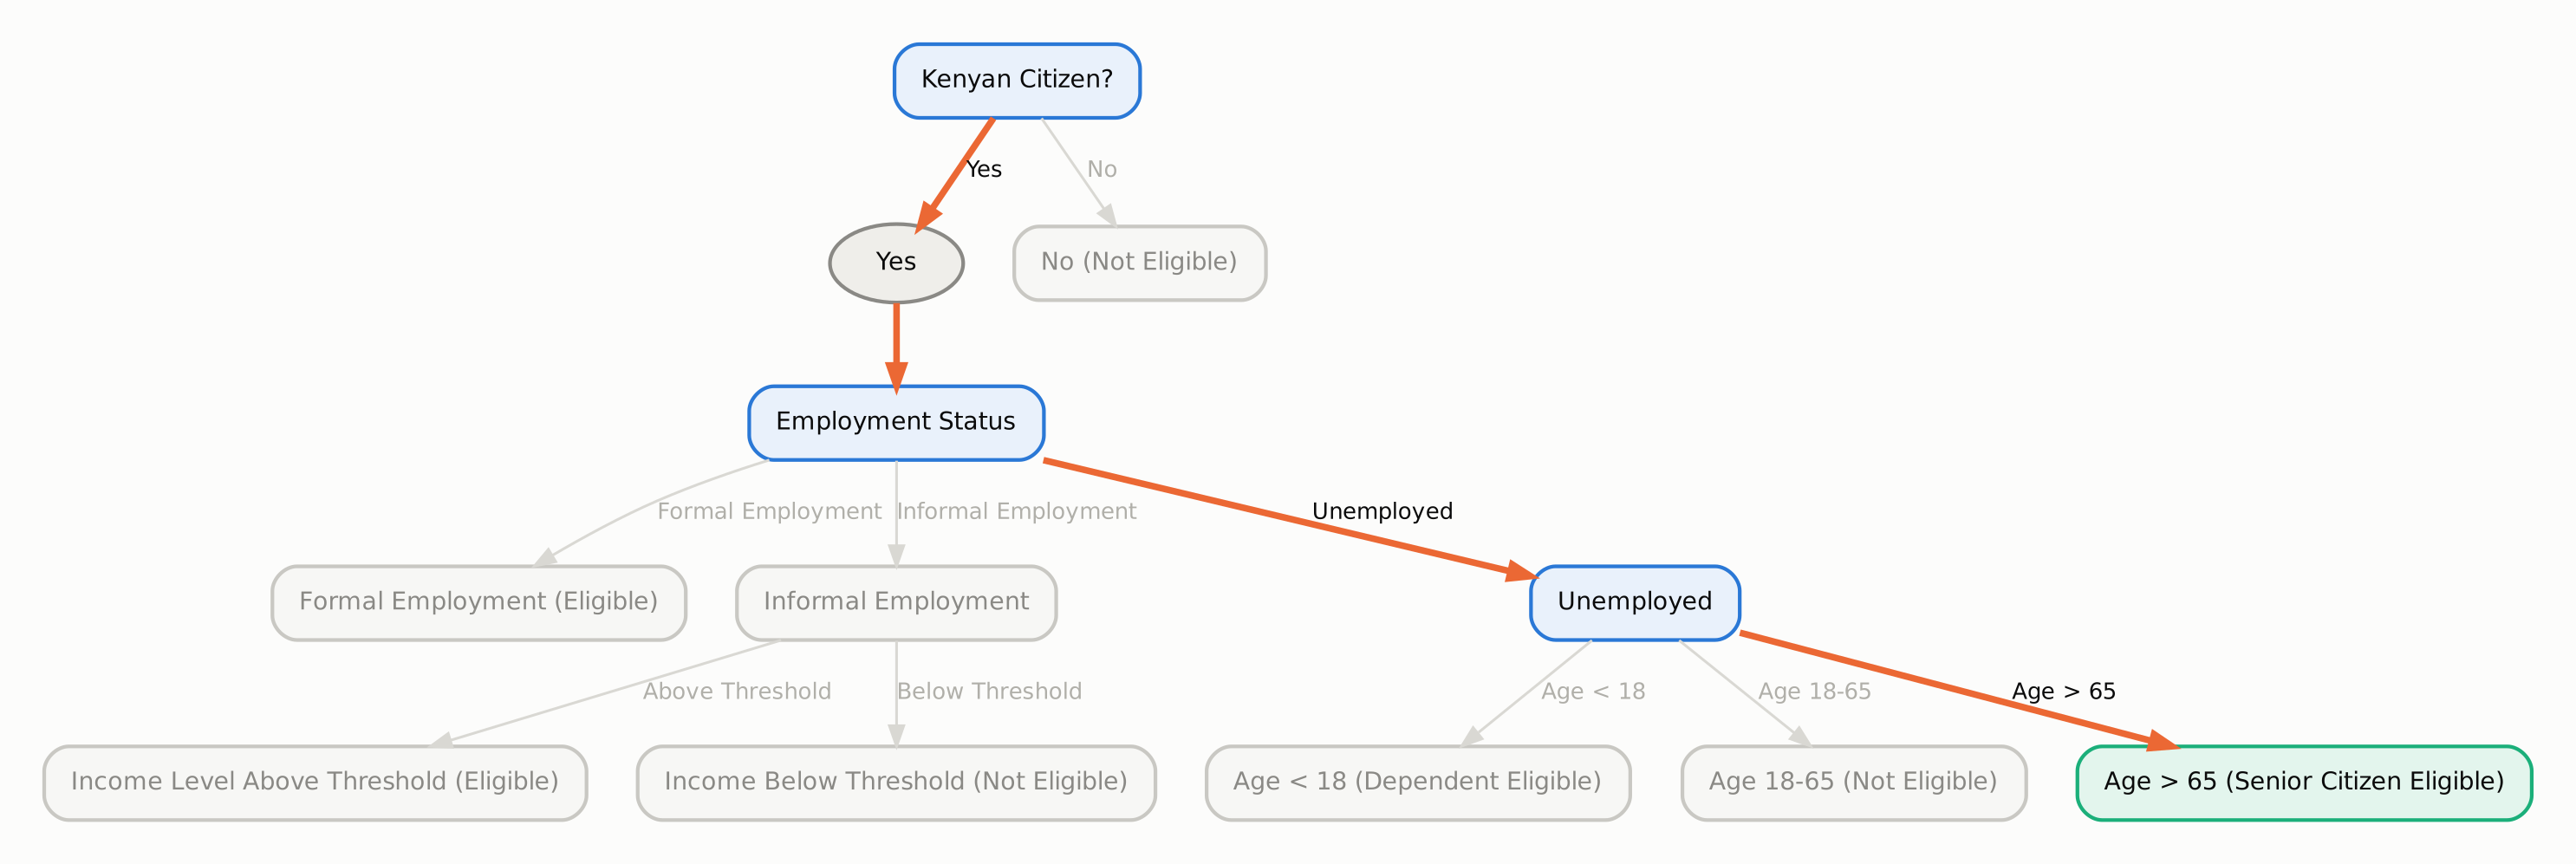 Kenyan Citizen?
Yes
No
Yes
No (Not Eligible)
Employment Status
Formal Employment
Informal Employment
Unemployed
Formal Employment (Eligible)
Informal Employment
Unemployed
Above Threshold
Below Threshold
Age < 18
Age 18-65
Age > 65
Income Level Above Threshold (Eligible)
Income Below Threshold (Not Eligible)
Age < 18 (Dependent Eligible)
Age 18-65 (Not Eligible)
Age > 65 (Senior Citizen Eligible)